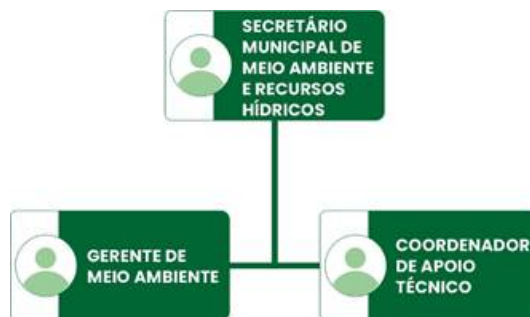 SECRETÁRIO
MUNICIPAL DE
MEIO AMBIENTE
E RECURSOS
HÍDRICOS
GERENTE DE
MEIO AMBIENTE
COORDENADOR
DE APOIO
TÉCNICO